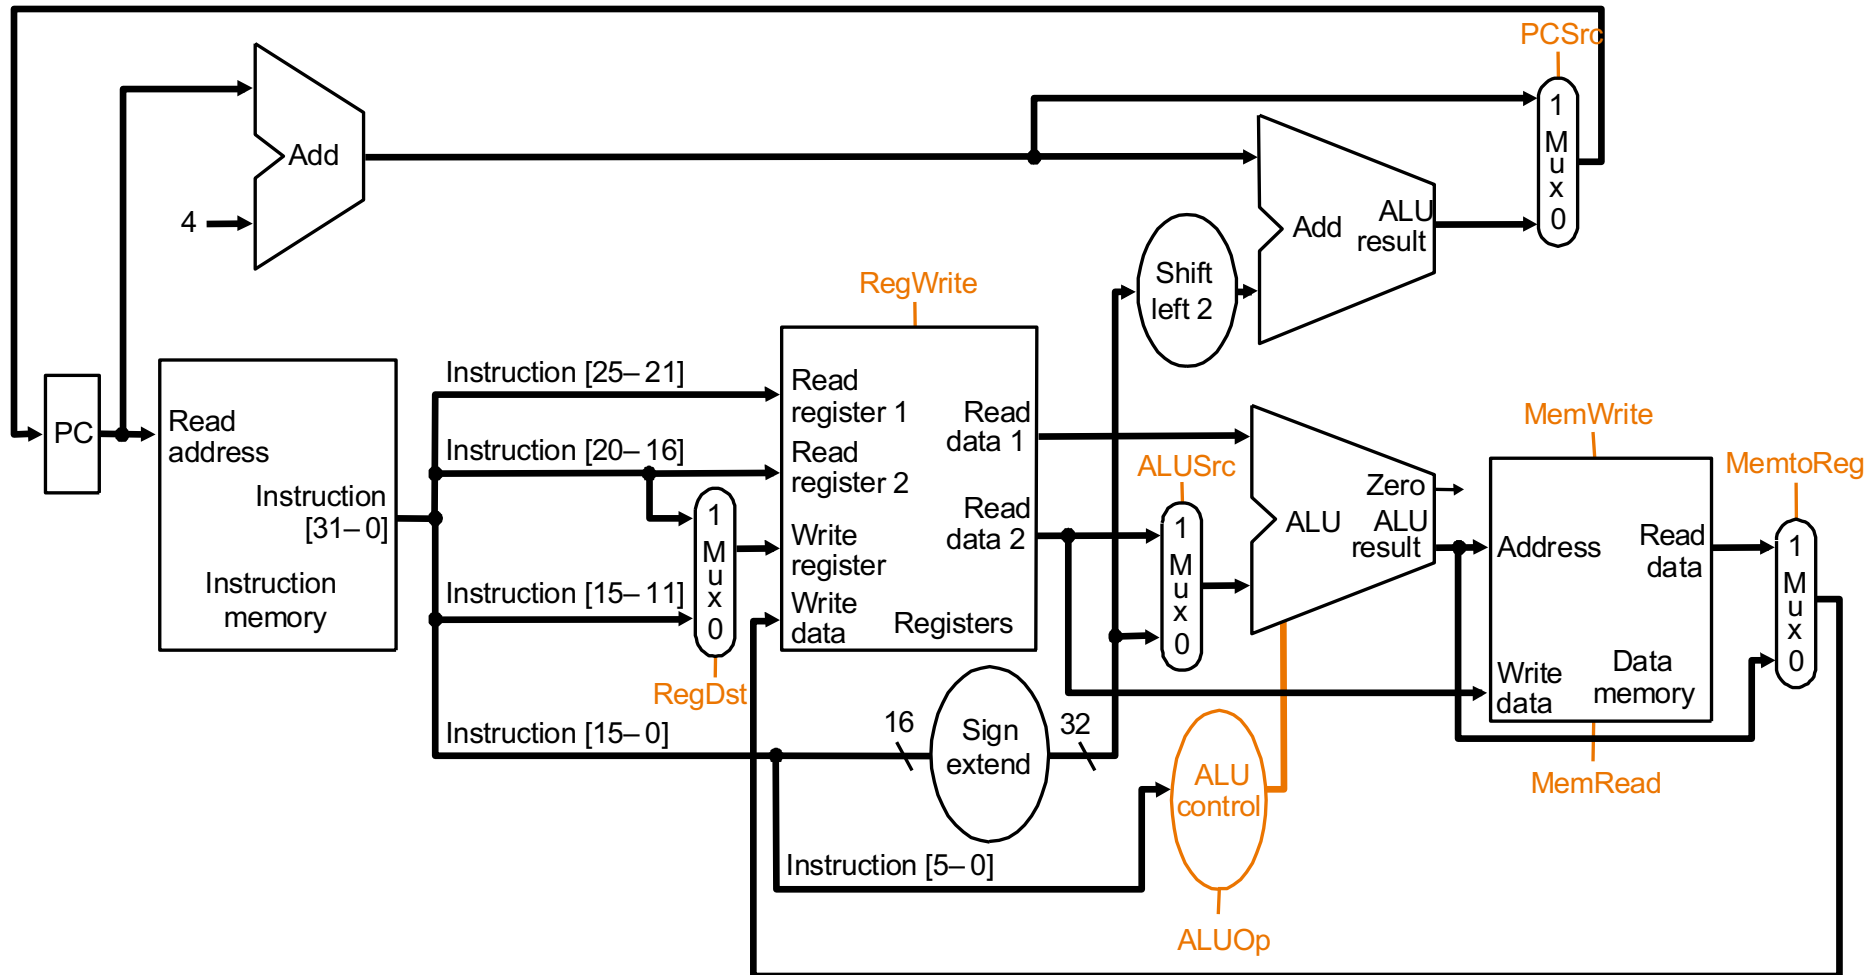 PCSrc
1
M
u
x
0
Add
4
Add
ALU
result
Shift
left 2
RegWrite
PC
Read
address
Instruction
[31–0]
Instruction
memory
Instruction [25–21]
Instruction [20–16]
Instruction [15–11]
Instruction [15–0]
1
M
u
x
0
RegDst
Read
register 1
Read
register 2
Write
register
Write
data
Read
data 1
Read
data 2
Registers
16
Sign
extend
32
Instruction [5–0]
ALUSrc
1
M
u
x
0
Zero
ALU
ALU
result
ALU
control
ALUOp
MemWrite
Address
Read
data
Write
data
Data
memory
MemRead
MemtoReg
1
M
u
x
0